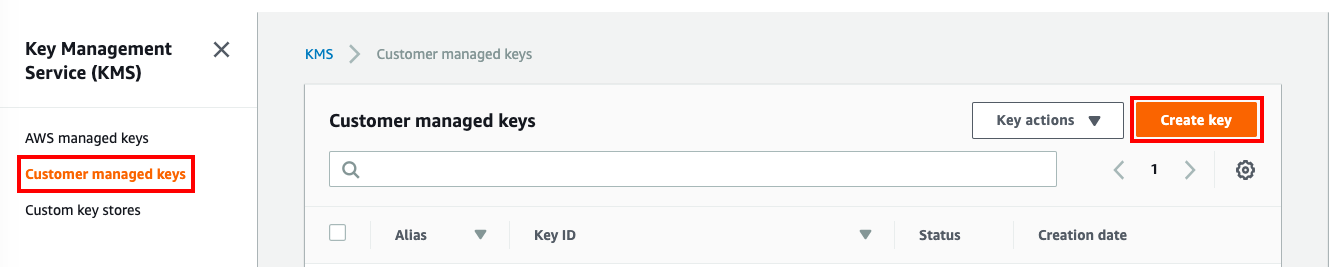 Key Management
Service (KMS)
AWS managed keys
Customer managed keys
Custom key stores
KMS Customer managed keys
Customer managed keys Key actions Create key
1
Alias Key ID Status Creation date